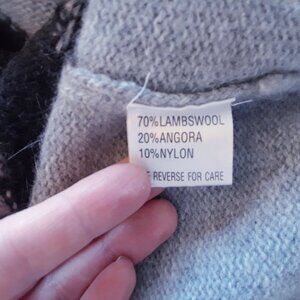 70%LAMBSWOOL
20%ANGORA
10%NYLON
REVERSE FOR CARE